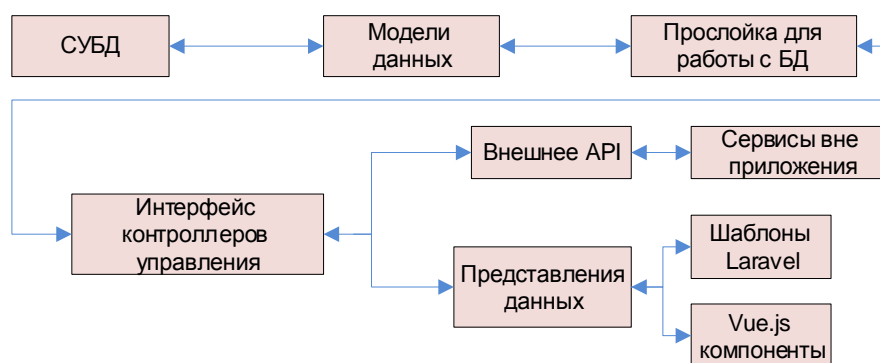 СУБД
Модели
данных
Прослойка для
работы с БД
Внешнее API
Сервисы вне
приложения
Интерфейс
контроллеров
управления
Представления
данных
Шаблоны
Laravel
Vue.js
компоненты